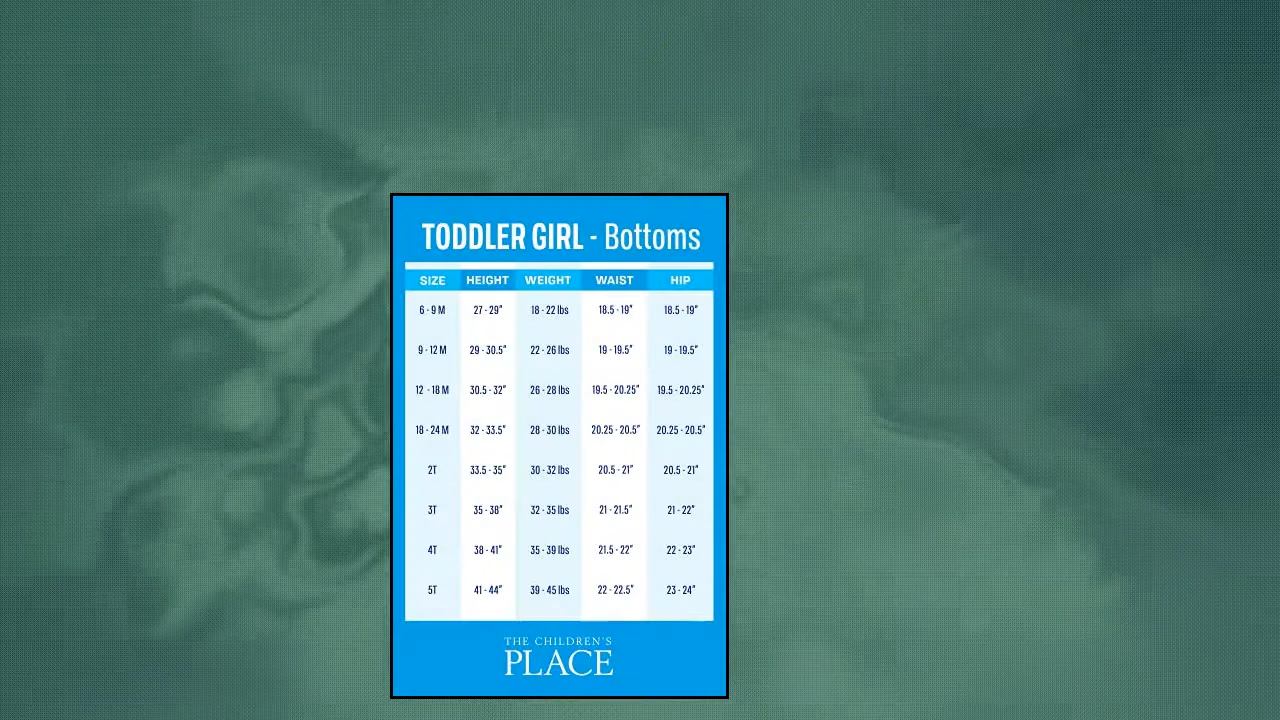 TODDLER GIRL - Bottoms
SIZE HEIGHT WEIGHT WAIST HIP
6 - 9 M 27 - 29" 18 - 22 lbs 18.5 - 19" 18.5 - 19"
9 - 12 M 29 - 30.5" 22 - 26 lbs 19 - 19.5" 19 - 19.5"
12 - 18 M 30.5 - 32" 26 - 28 lbs 19.5 - 20.25" 19.5 - 20.25"
18 - 24 M 32 - 33.5" 28 - 30 lbs 20.25 - 20.5" 20.25 - 20.5"
2T 33.5 - 35" 30 - 32 lbs 20.5 - 21" 20.5 - 21"
3T 35 - 38" 32 - 35 lbs 21 - 21.5" 21 - 22"
4T 38 - 41" 35 - 39 lbs 21.5 - 22" 22 - 23"
5T 41 - 44" 39 - 45 lbs 22 - 22.5" 23 - 24"
THE CHILDREN'S
PLACE